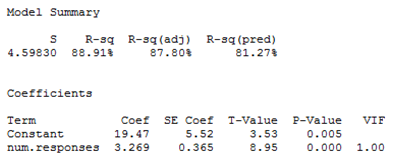 Model Summary
S R-sq R-sq(adj) R-sq(pred)
4.59830 88.91% 87.80% 81.27%
Coefficients
Term Coef SE Coef T-Value P-Value VIF
Constant 19.47 5.52 3.53 0.005
num.responses 3.269 0.365 8.95 0.000 1.00